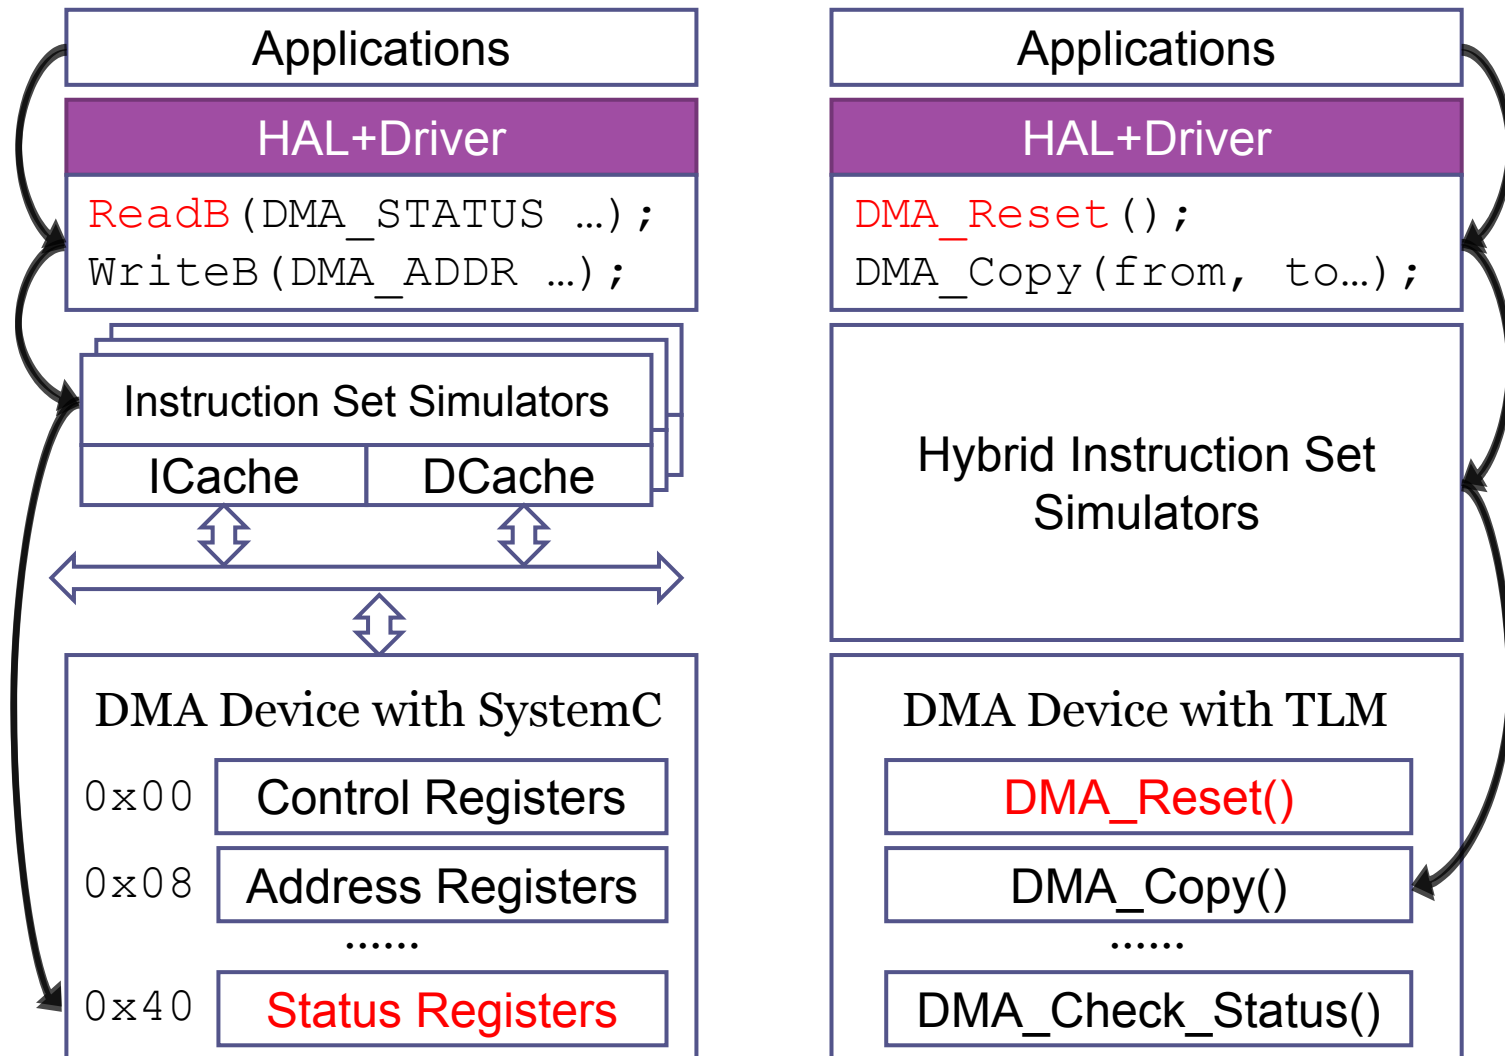 Applications
HAL+Driver
ReadB(DMA_STATUS …);
WriteB(DMA_ADDR …);
Instruction Set Simulators
ICache DCache
DMA Device with SystemC
0x00 Control Registers
0x08 Address Registers
......
0x40 Status Registers
Applications
HAL+Driver
DMA_Reset();
DMA_Copy(from, to…);
Hybrid Instruction Set
Simulators
DMA Device with TLM
DMA_Reset()
DMA_Copy()
......
DMA_Check_Status()